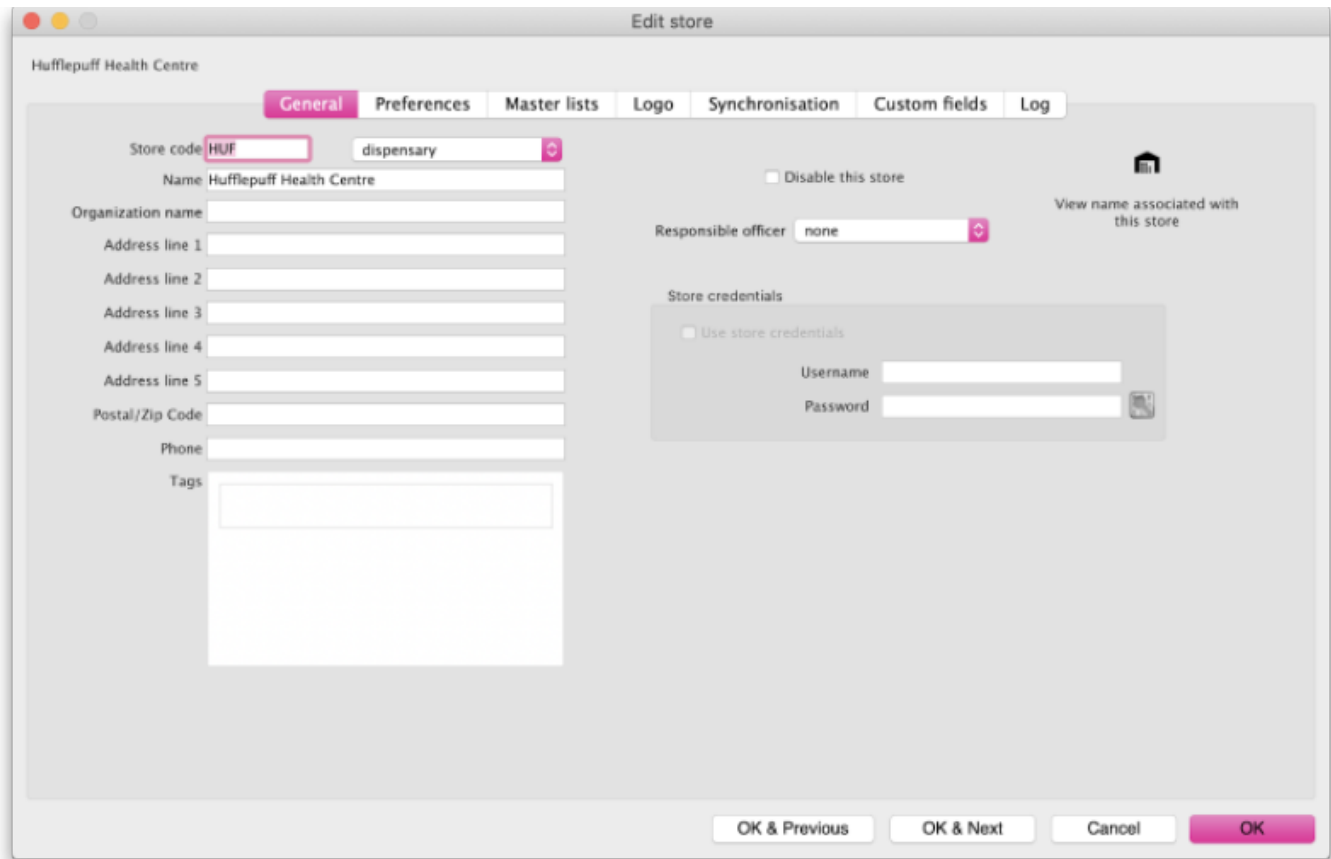 Edit store
Hufflepuff Health Centre
General Preferences Master lists Logo Synchronisation Custom fields Log
Store code HUF dispensary
Name Hufflepuff Health Centre
Organization name
Address line 1
Address line 2
Address line 3
Address line 4
Address line 5
Postal/Zip Code
Phone
Tags
Disable this store
Responsible officer none
View name associated with
this store
Store credentials
Use store credentials
Username
Password
OK & Previous OK & Next Cancel OK